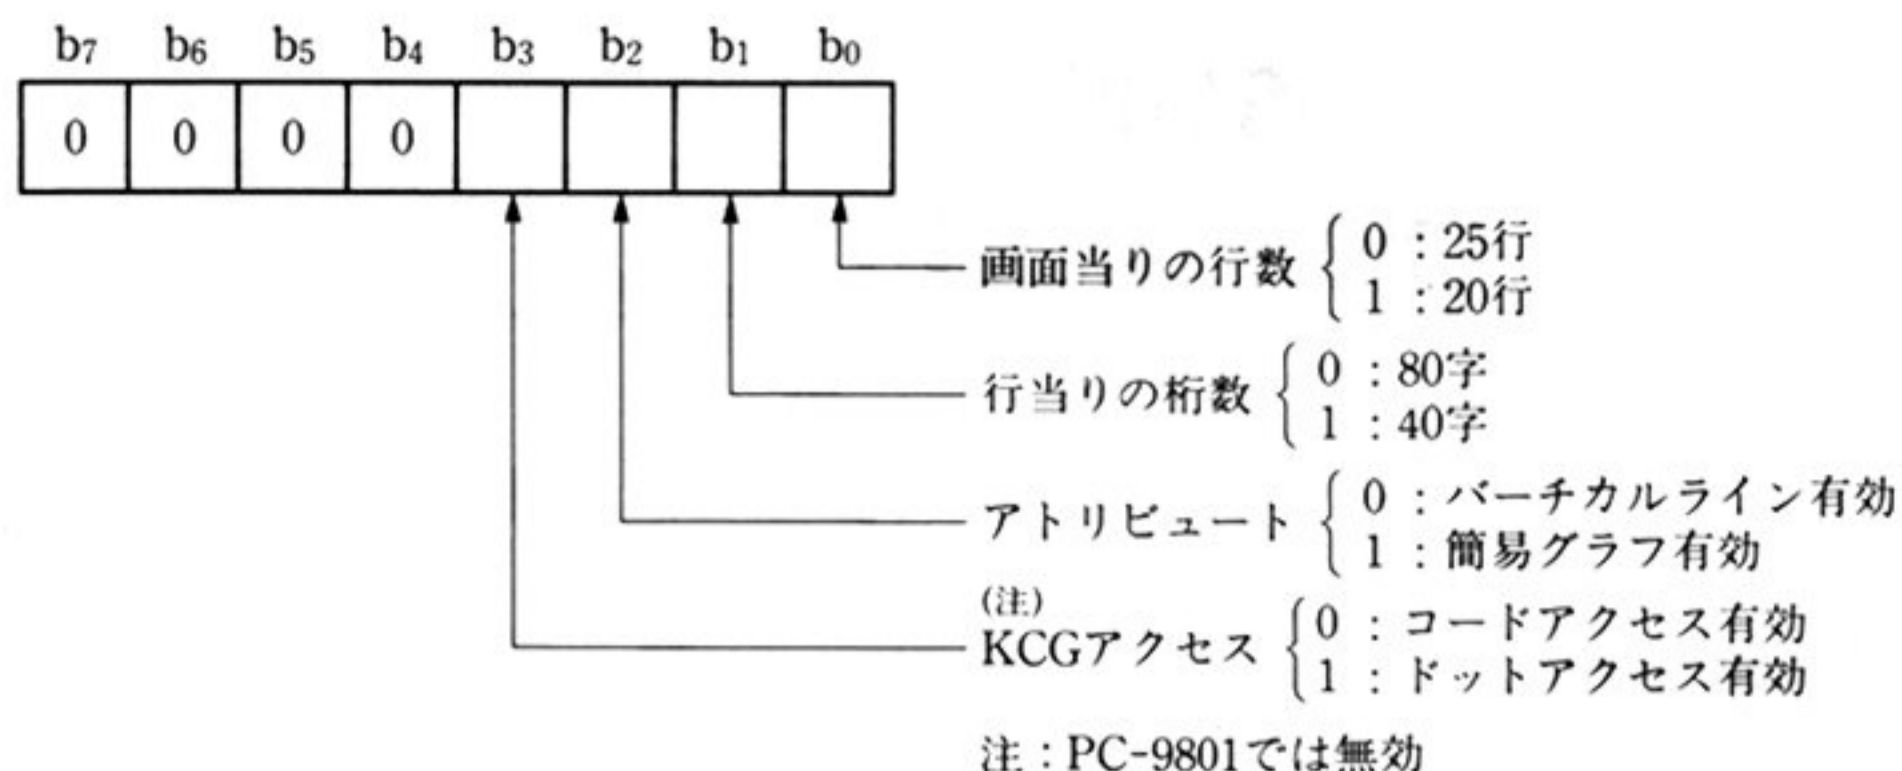 b7 b6 b5 b4 b3 b2 b1 b0
0 0 0 0
画面当りの行数 { 0 : 25行
1 : 20行
行当りの桁数 { 0 : 80字
1 : 40字
アトリビュート { 0 : バーチカルライン有効
1 : 簡易グラフ有効
(注)
KCGアクセス { 0 : コードアクセス有効
1 : ドットアクセス有効
注：PC-9801では無効